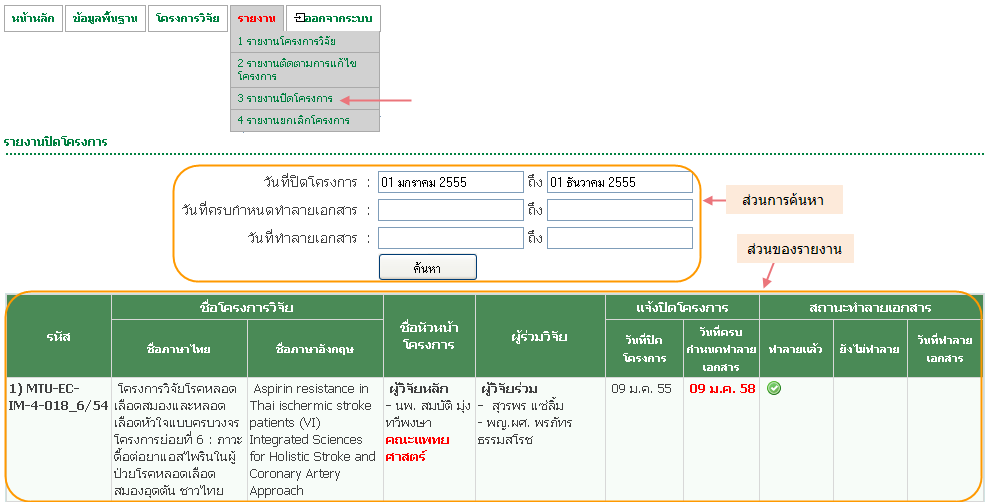 หน้าหลัก ข้อมูลพื้นฐาน โครงการวิจัย รายงาน ออกจากระบบ
1 รายงานโครงการวิจัย
2 รายงานติดตามการแก้ไข
โครงการ
3 รายงานปิดโครงการ
4 รายงานยกเลิกโครงการ
รายงานปิดโครงการ
วันที่ปิดโครงการ : 01 มกราคม 2555 ถึง 01 ธันวาคม 2555
วันที่ครบกำหนดทำลายเอกสาร : ถึง
วันที่ทำลายเอกสาร : ถึง
ค้นหา
ส่วนการค้นหา
ส่วนของรายงาน
รหัส
ชื่อโครงการวิจัย
ชื่อภาษาไทย
ชื่อภาษาอังกฤษ
ชื่อหัวหน้า
โครงการ
ผู้ร่วมวิจัย
แจ้งปิดโครงการ
วันที่ปิด
โครงการ
วันที่ครบ
กำหนดทำลาย
เอกสาร
สถานะทำลายเอกสาร
ทำลายแล้ว
ยังไม่ทำลาย
วันที่ทำลาย
เอกสาร
1) MTU-EC-
IM-4-018_6/54
โครงการวิจัยโรคหลอด
เลือดสมองและหลอด
เลือดหัวใจแบบครบวงจร
โครงการย่อยที่ 6 : ภาวะ
ดื้อต่อยาแอสไพรินในผู้
ป่วยโรคหลอดเลือด
สมองอุดตัน ชาวไทย
Aspirin resistance in
Thai ischermic stroke
patients (VI)
Integrated Sciences
for Holistic Stroke and
Coronary Artery
Approach
ผู้วิจัยหลัก
- นพ. สมบัติ มุ่ง
ทวีพงษา
คณะแพทย
ศาสตร์
ผู้วิจัยร่วม
- สุวรพร แซ่ลิ้ม
- พญ.ผศ. พรภัทร
ธรรมสโรช
09 ม.ค. 55
09 ม.ค. 58